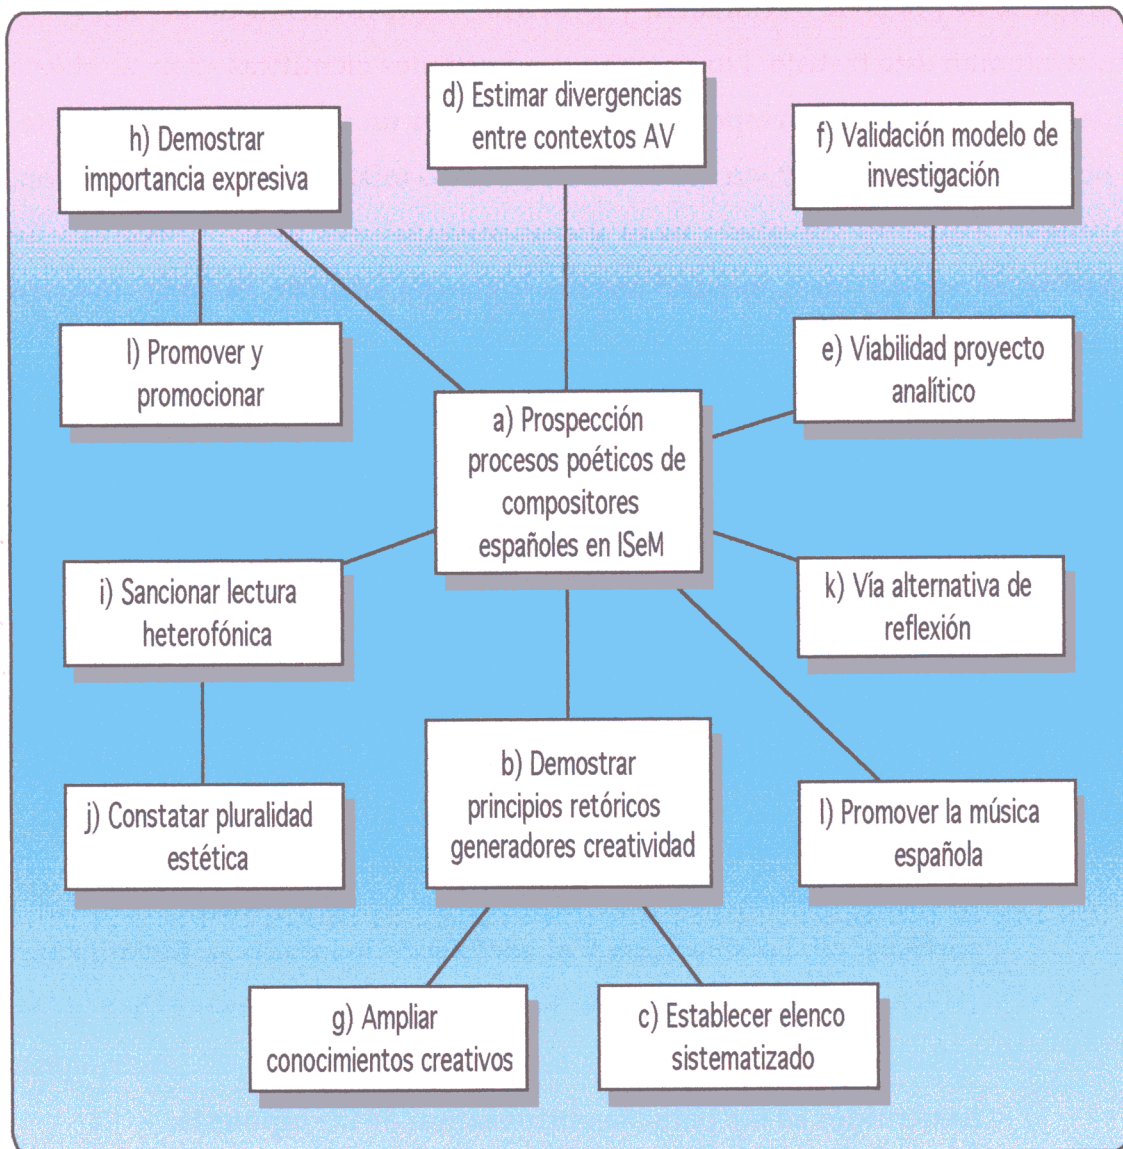 d) Estimar divergencias
entre contextos AV
h) Demostrar
importancia expresiva
f) Validación modelo de
investigación
l) Promover y
promocionar
e) Viabilidad proyecto
analítico
a) Prospección
procesos poéticos de
compositores
españoles en ISeM
i) Sancionar lectura
heterofónica
k) Vía alternativa de
reflexión
b) Demostrar
principios retóricos
generadores creatividad
j) Constatar pluralidad
estética
l) Promover la música
española
g) Ampliar
conocimientos creativos
c) Establecer elenco
sistematizado